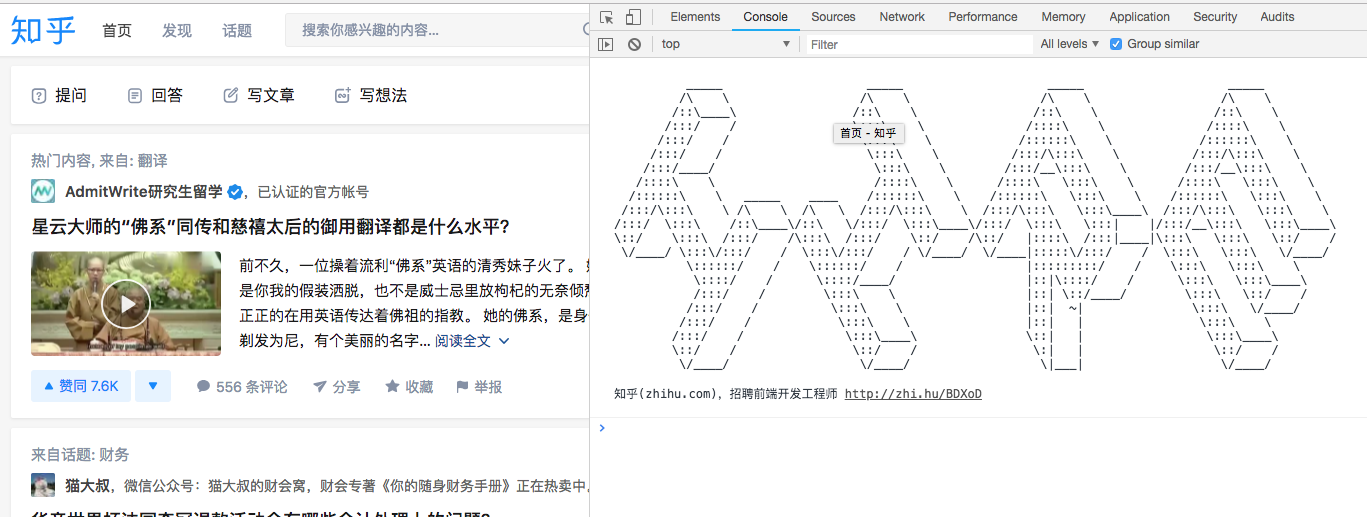 知乎 首页 发现 话题 搜索你感兴趣的内容...
提问 回答 写文章 写想法
热门内容, 来自: 翻译
AdmitWrite研究生留学 ，已认证的官方帐号
星云大师的“佛系”同传和慈禧太后的御用翻译都是什么水平?
前不久，一位操着流利“佛系”英语的清秀妹子火了。
是你我的假装洒脱，也不是威士忌里放枸杞的无奈倾
正正的在用英语传达着佛祖的指教。 她的佛系，是身
剃发为尼，有个美丽的名字... 阅读全文
赞同 7.6K 556 条评论 分享 收藏 举报
来自话题: 财务
猫大叔，微信公众号：猫大叔的财会窝，财会专著《你的随身财务手册》正在热卖中。
Elements Console Sources Network Performance Memory Application Security Audits
top Filter All levels Group similar
首页 - 知乎
知乎(zhihu.com)，招聘前端开发工程师 http://zhi.hu/BDXoD